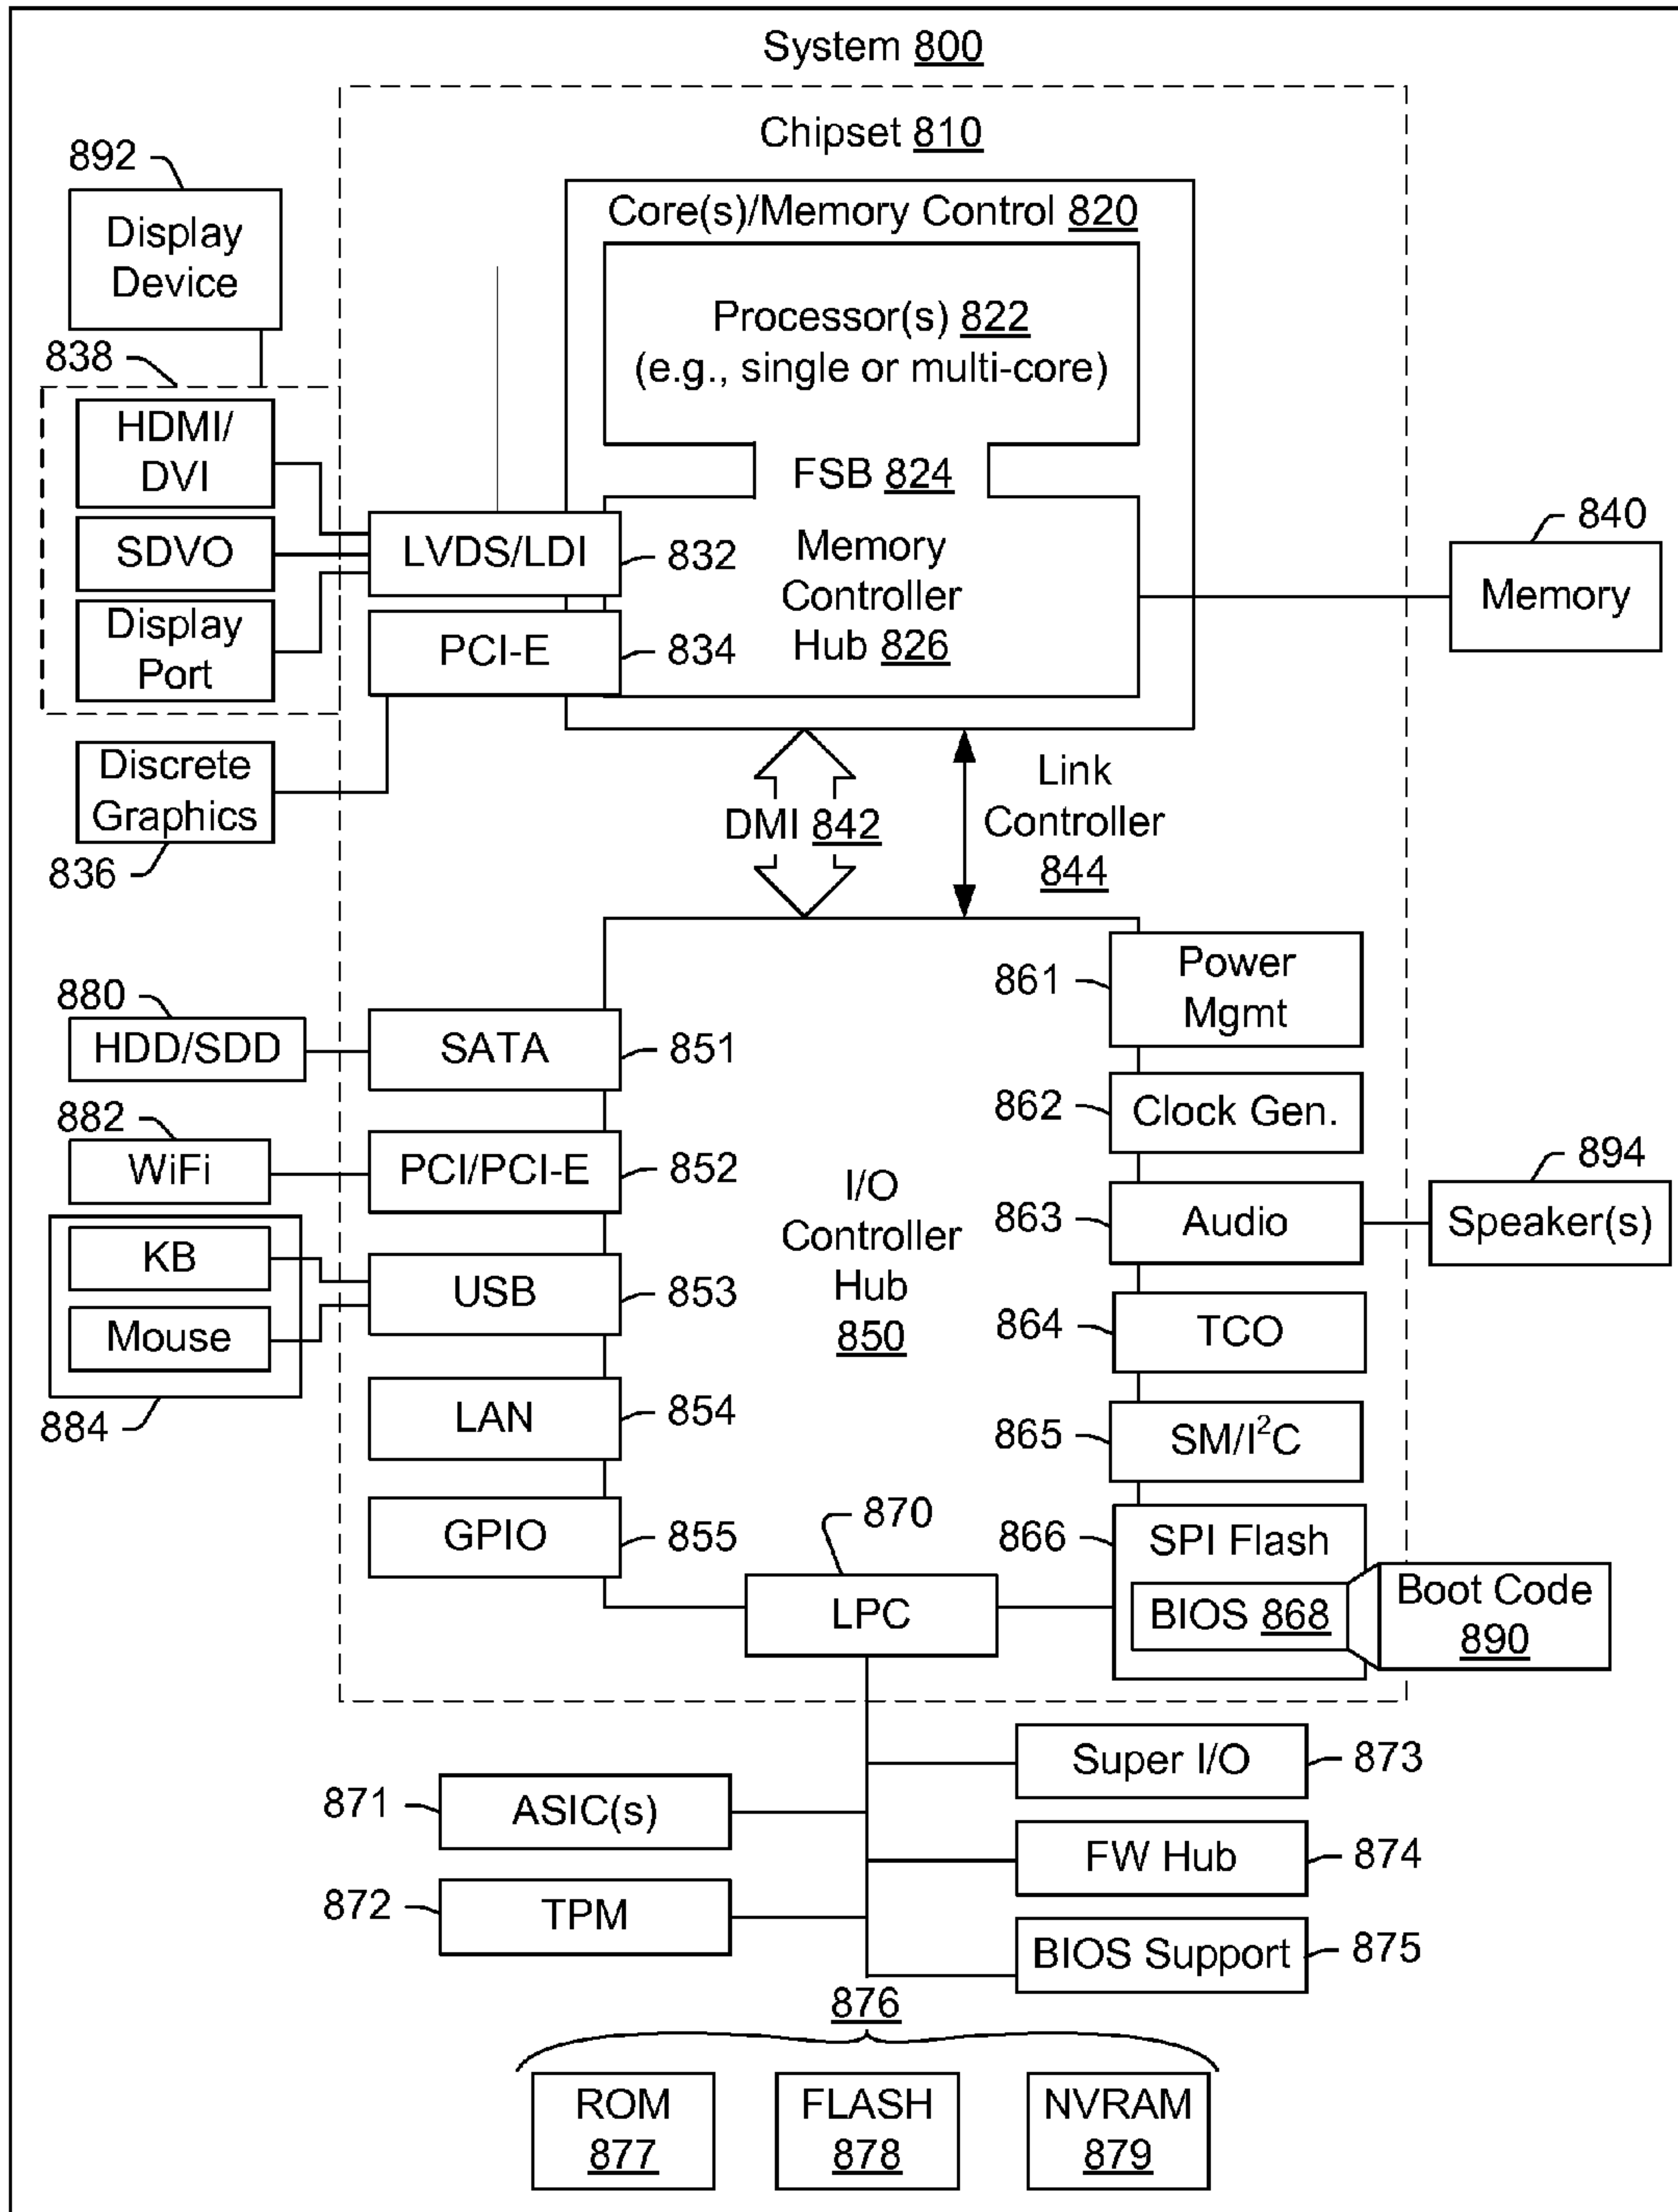 System 800
Chipset 810
892
Display
Device
Core(s)/Memory Control 820
Processor(s) 822
(e.g., single or multi-core)
838
HDMI/
DVI
SDVO
Display
Port
FSB 824
LVDS/LDI
832
PCI-E
834
Memory
Controller
Hub 826
840
Memory
Discrete
Graphics
836
DMI 842
Link
Controller
844
880
HDD/SDD
SATA
851
882
WiFi
PCI/PCI-E
852
KB
Mouse
884
USB
853
LAN
854
GPIO
855
I/O
Controller
Hub
850
861
Power
Mgmt
862
Clock Gen.
863
Audio
894
Speaker(s)
864
TCO
865
SM/I²C
866
SPI Flash
BIOS 868
Boot Code
890
870
LPC
871
ASIC(s)
872
TPM
Super I/O
873
FW Hub
874
BIOS Support
875
876
ROM
877
FLASH
878
NVRAM
879